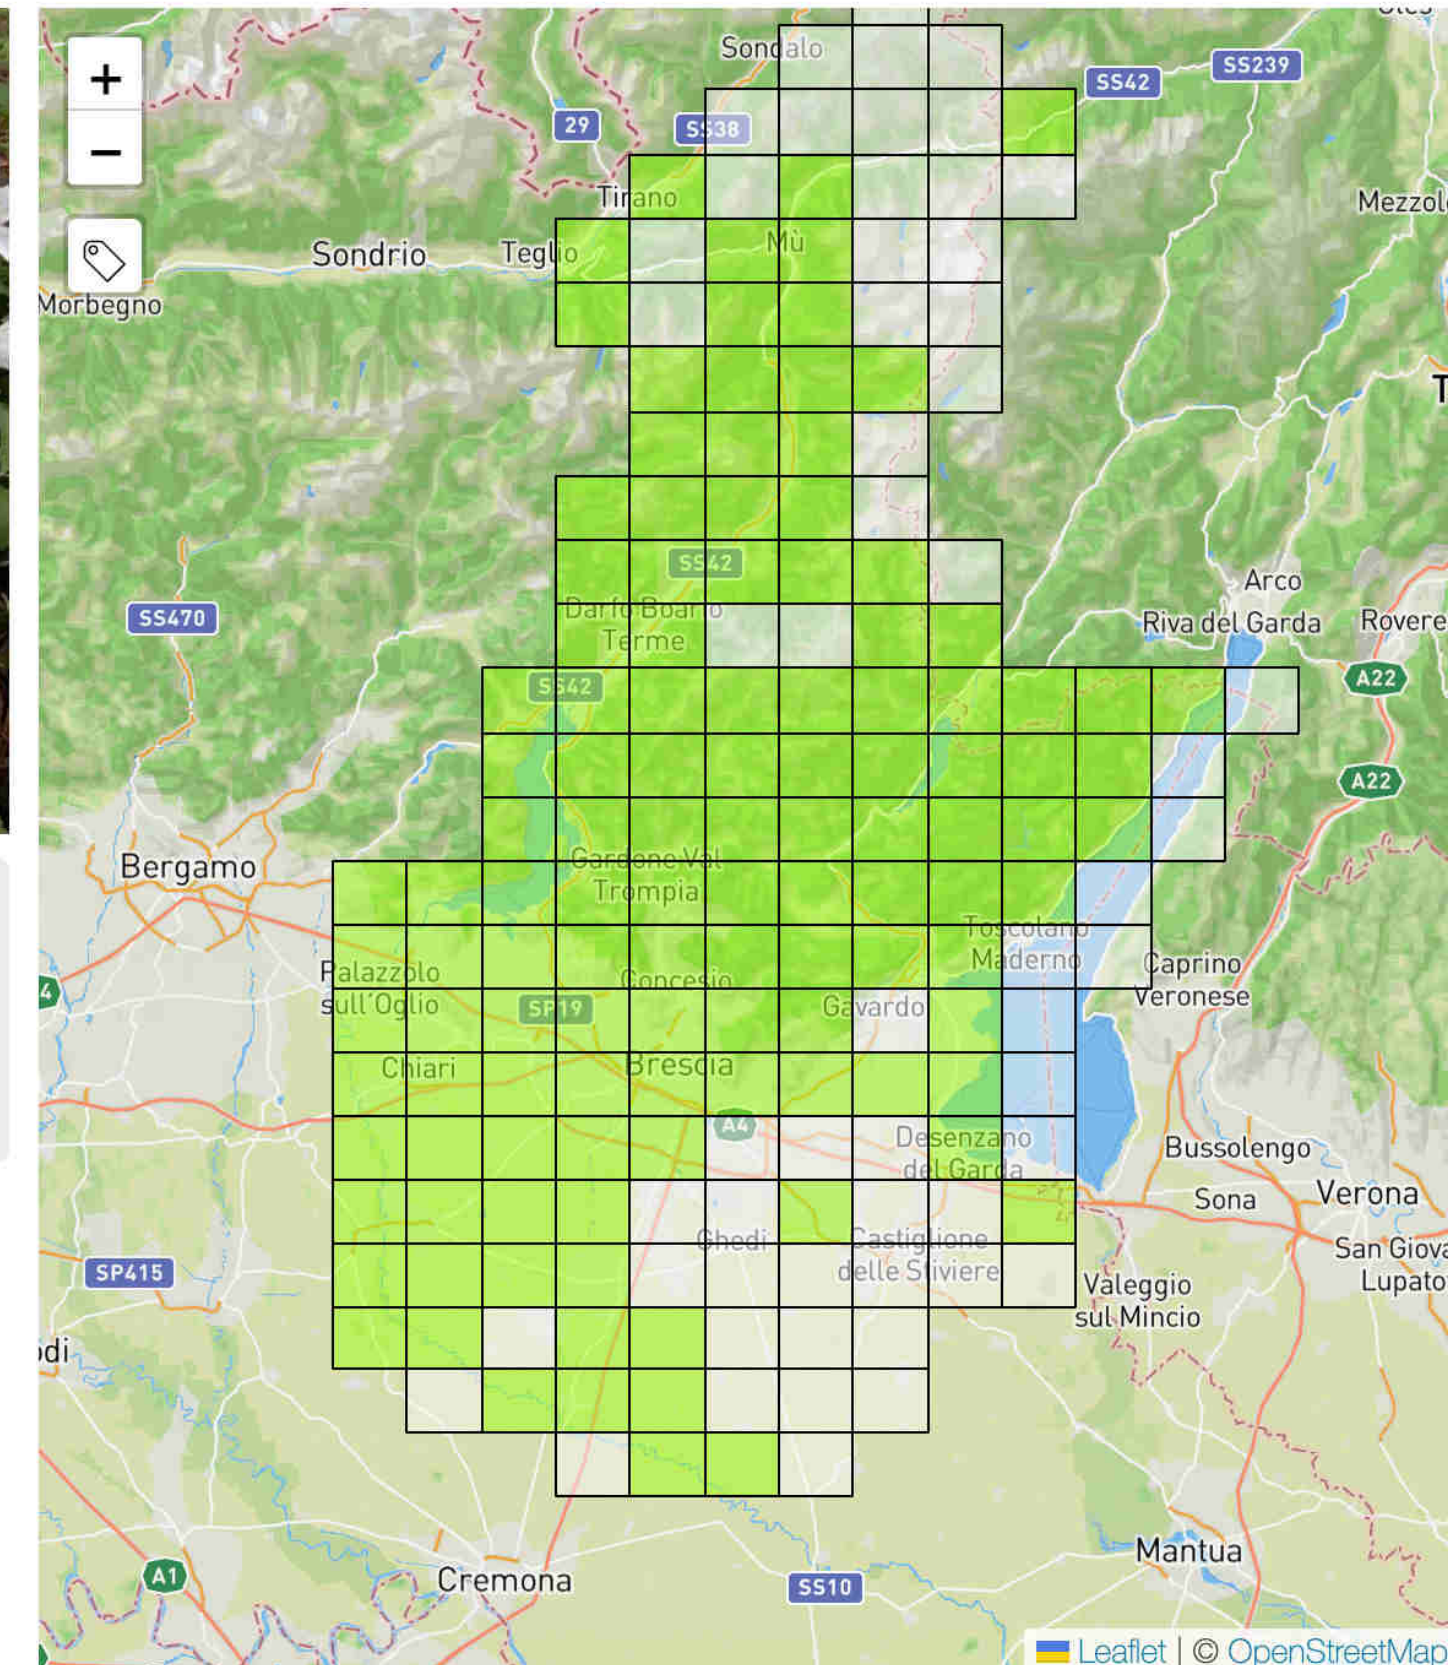 Sondalo
SS239
SS42
+
29
SS38
−
Tirano
Mù
Sondrio
Teglio
Morbegno
SS42
Arco
SS470
Darfo Boario
Terme
Riva del Garda
A22
SS42
A22
Bergamo
Gardone Val
Trompia
Toscolano
Maderno
Palazzolo
sull'Oglio
Concesio
Caprino
Veronese
SP19
Gavardo
Chiari
Brescia
A4
Desenzano
del Garda
Bussolengo
Sona
Verona
Ghedi
Castiglione
delle Stiviere
San Giova
Lupato
SP415
Valeggio
sul Mincio
Mantua
A1
Cremona
SS10
Leaflet | © OpenStreetMap